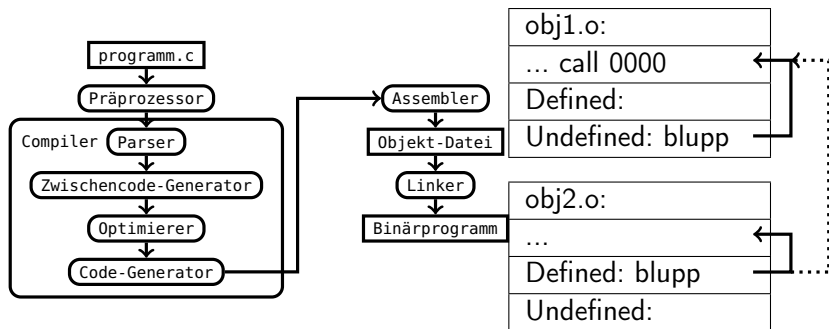 programm.c
Präprozessor
Compiler
Parser
Zwischencode-Generator
Optimierer
Code-Generator
Assembler
Objekt-Datei
Linker
Binärprogramm
obj1.o:
... call 0000
Defined:
Undefined: blupp
obj2.o:
...
Defined: blupp
Undefined: